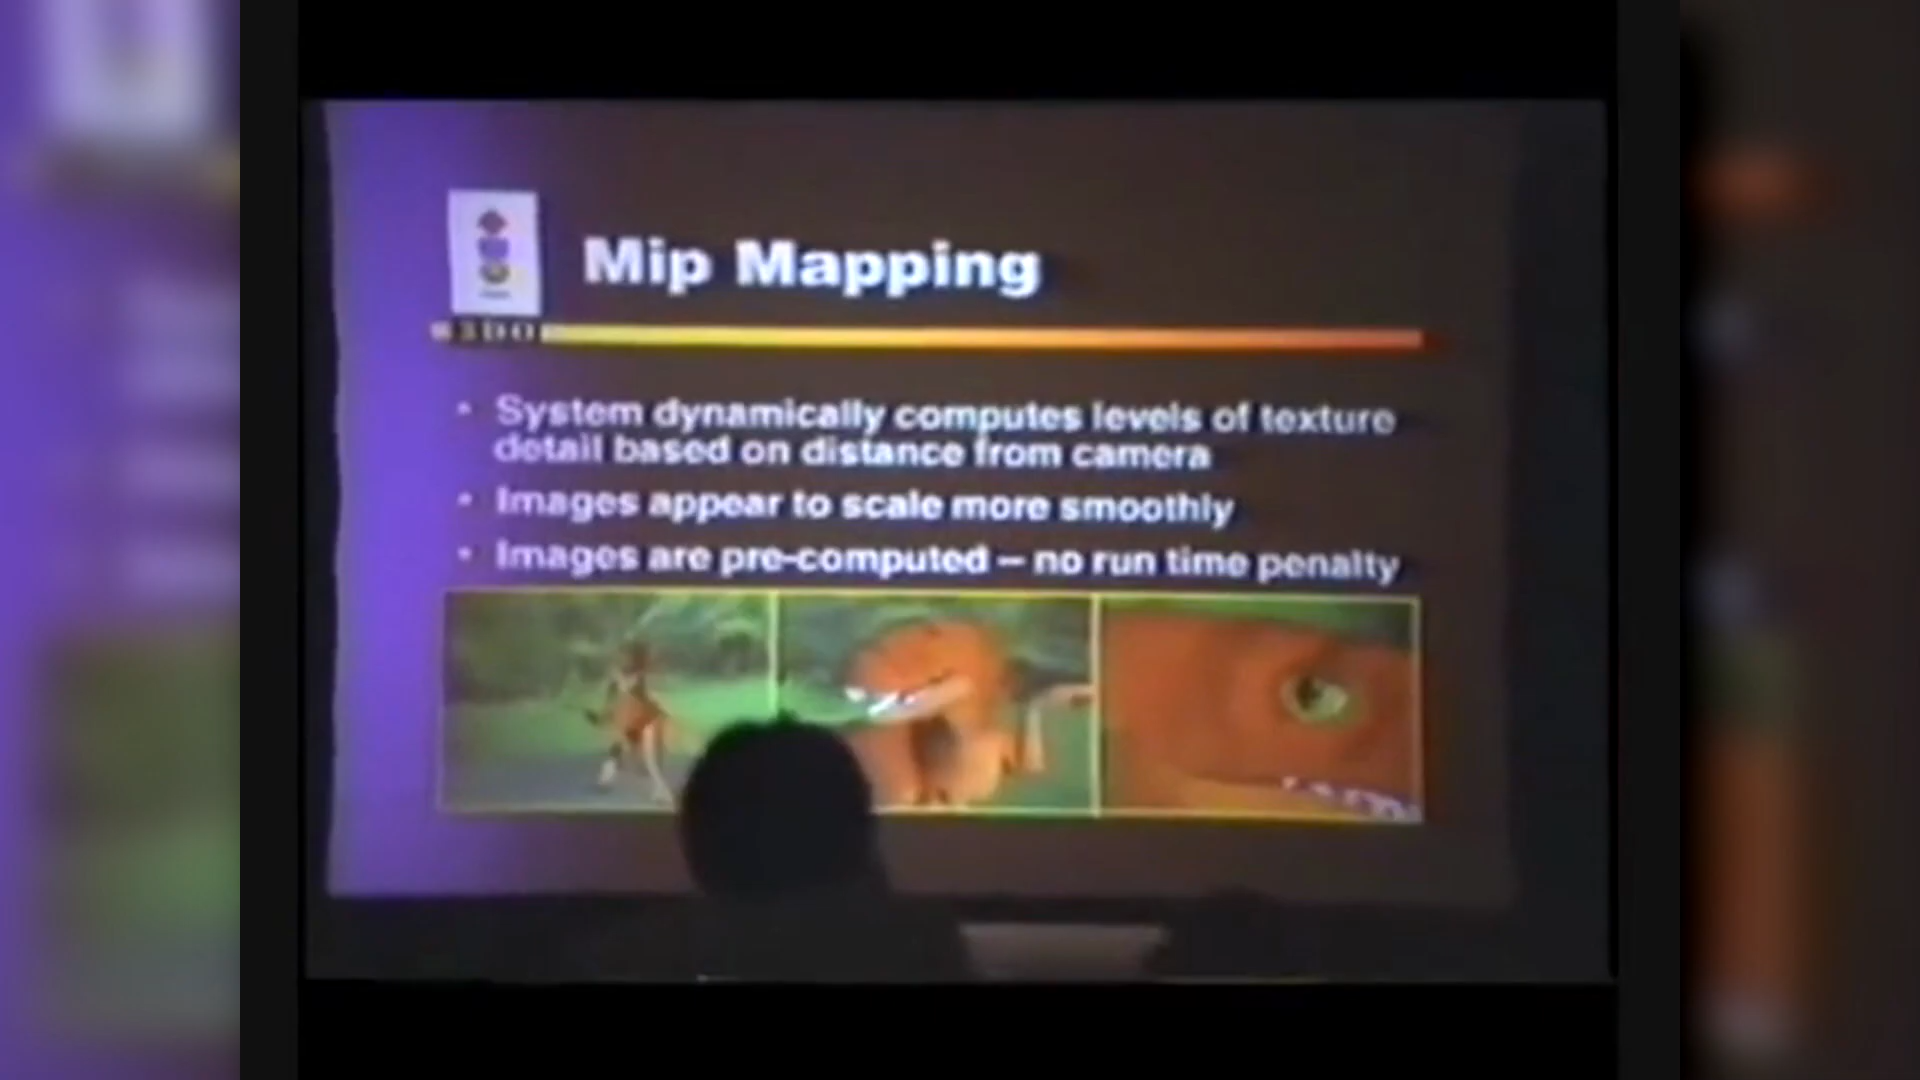 Mip Mapping
3DO
• System dynamically computes levels of texture
detail based on distance from camera
• Images appear to scale more smoothly
• Images are pre-computed – no run time penalty